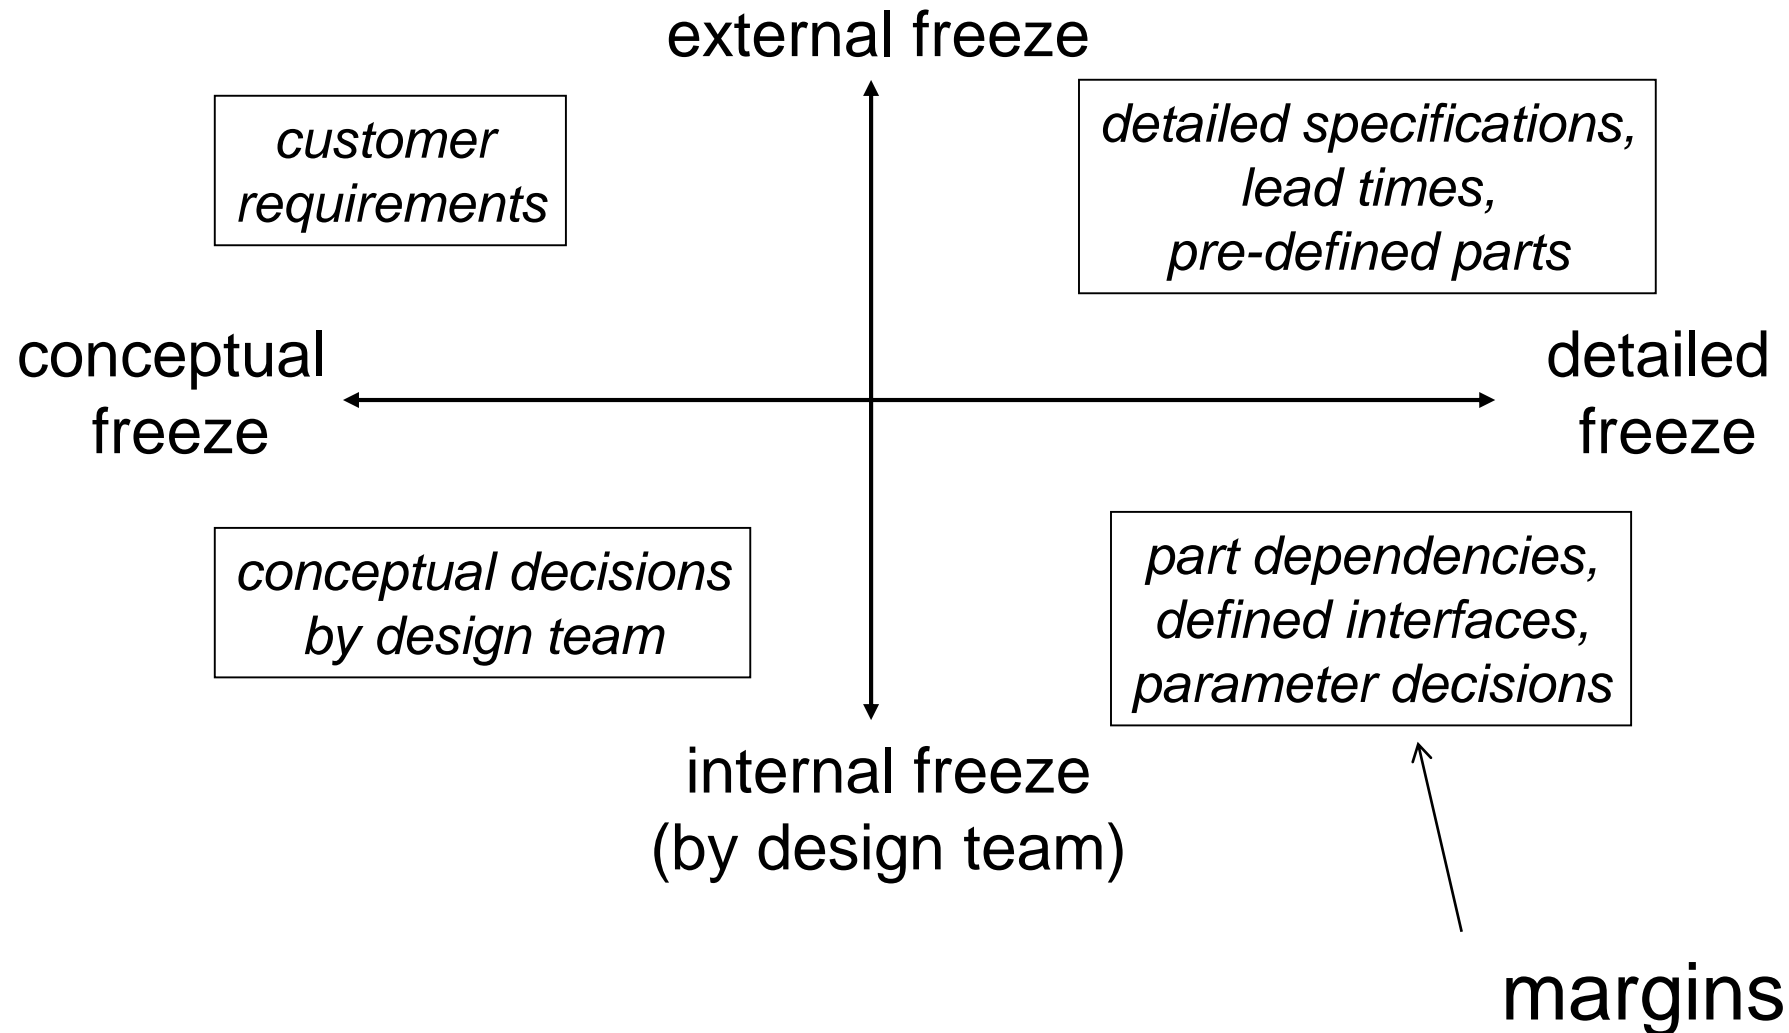 external freeze
customer
requirements
detailed specifications,
lead times,
pre-defined parts
conceptual
freeze
detailed
freeze
conceptual decisions
by design team
part dependencies,
defined interfaces,
parameter decisions
internal freeze
(by design team)
margins